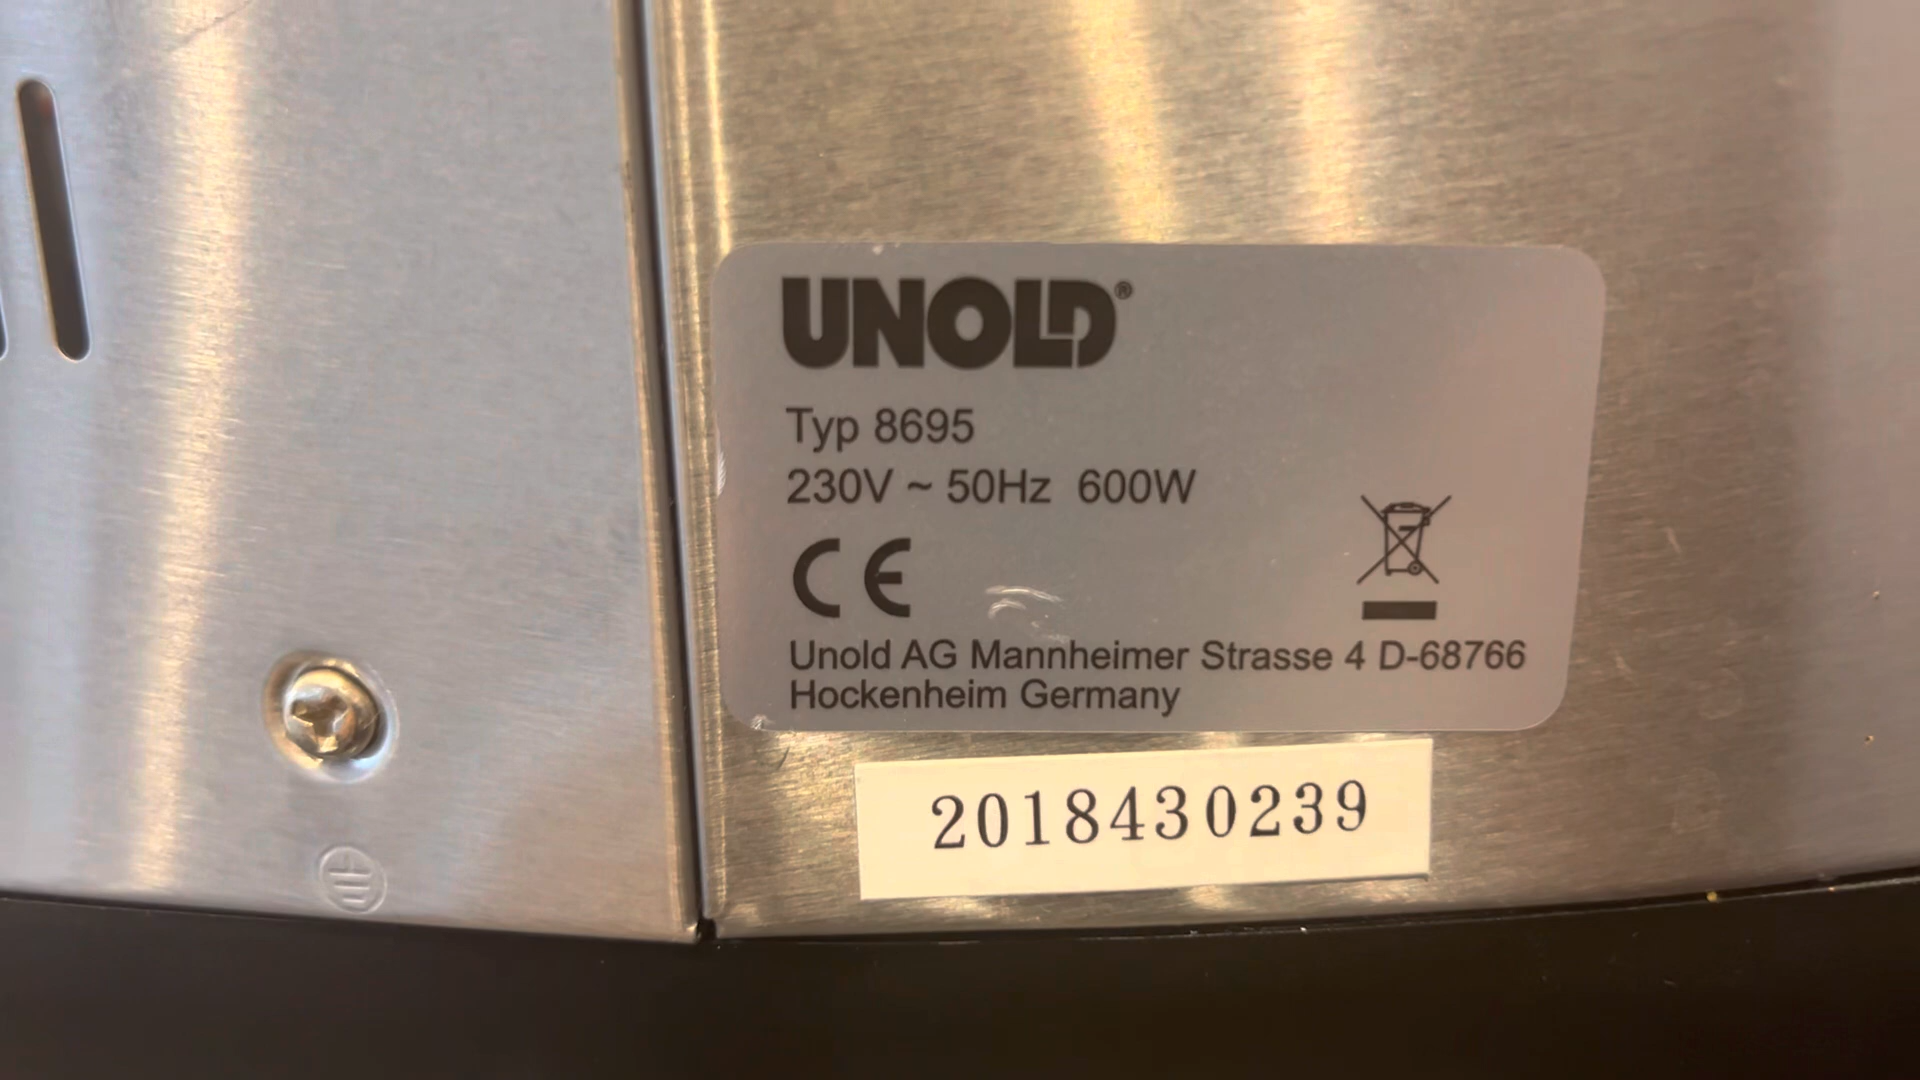 UNOLD®
Typ 8695
230V ~ 50Hz 600W
CE
Unold AG Mannheimer Strasse 4 D-68766
Hockenheim Germany
2018430239